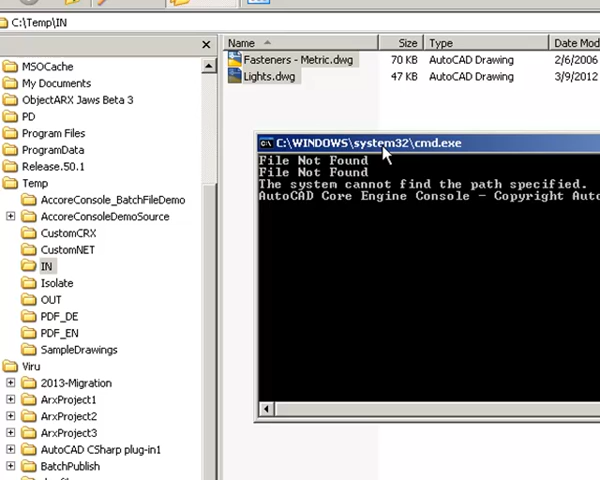 C:\Temp\IN
Name
Size
Type
Date Mod
MSOCache
My Documents
ObjectARX Jaws Beta 3
PD
Program Files
ProgramData
Release.50.1
Temp
AccoreConsole_BatchFileDemo
AccoreConsoleDemoSource
CustomCRX
CustomNET
IN
Isolate
OUT
PDF_DE
PDF_EN
SampleDrawings
Viru
2013-Migration
ArxProject1
ArxProject2
ArxProject3
AutoCAD CSharp plug-in1
BatchPublish
Fasteners - Metric.dwg 70 KB AutoCAD Drawing 2/6/2006
Lights.dwg 47 KB AutoCAD Drawing 3/9/2012
C:\WINDOWS\system32\cmd.exe
File Not Found
File Not Found
The system cannot find the path specified.
AutoCAD Core Engine Console - Copyright Auto